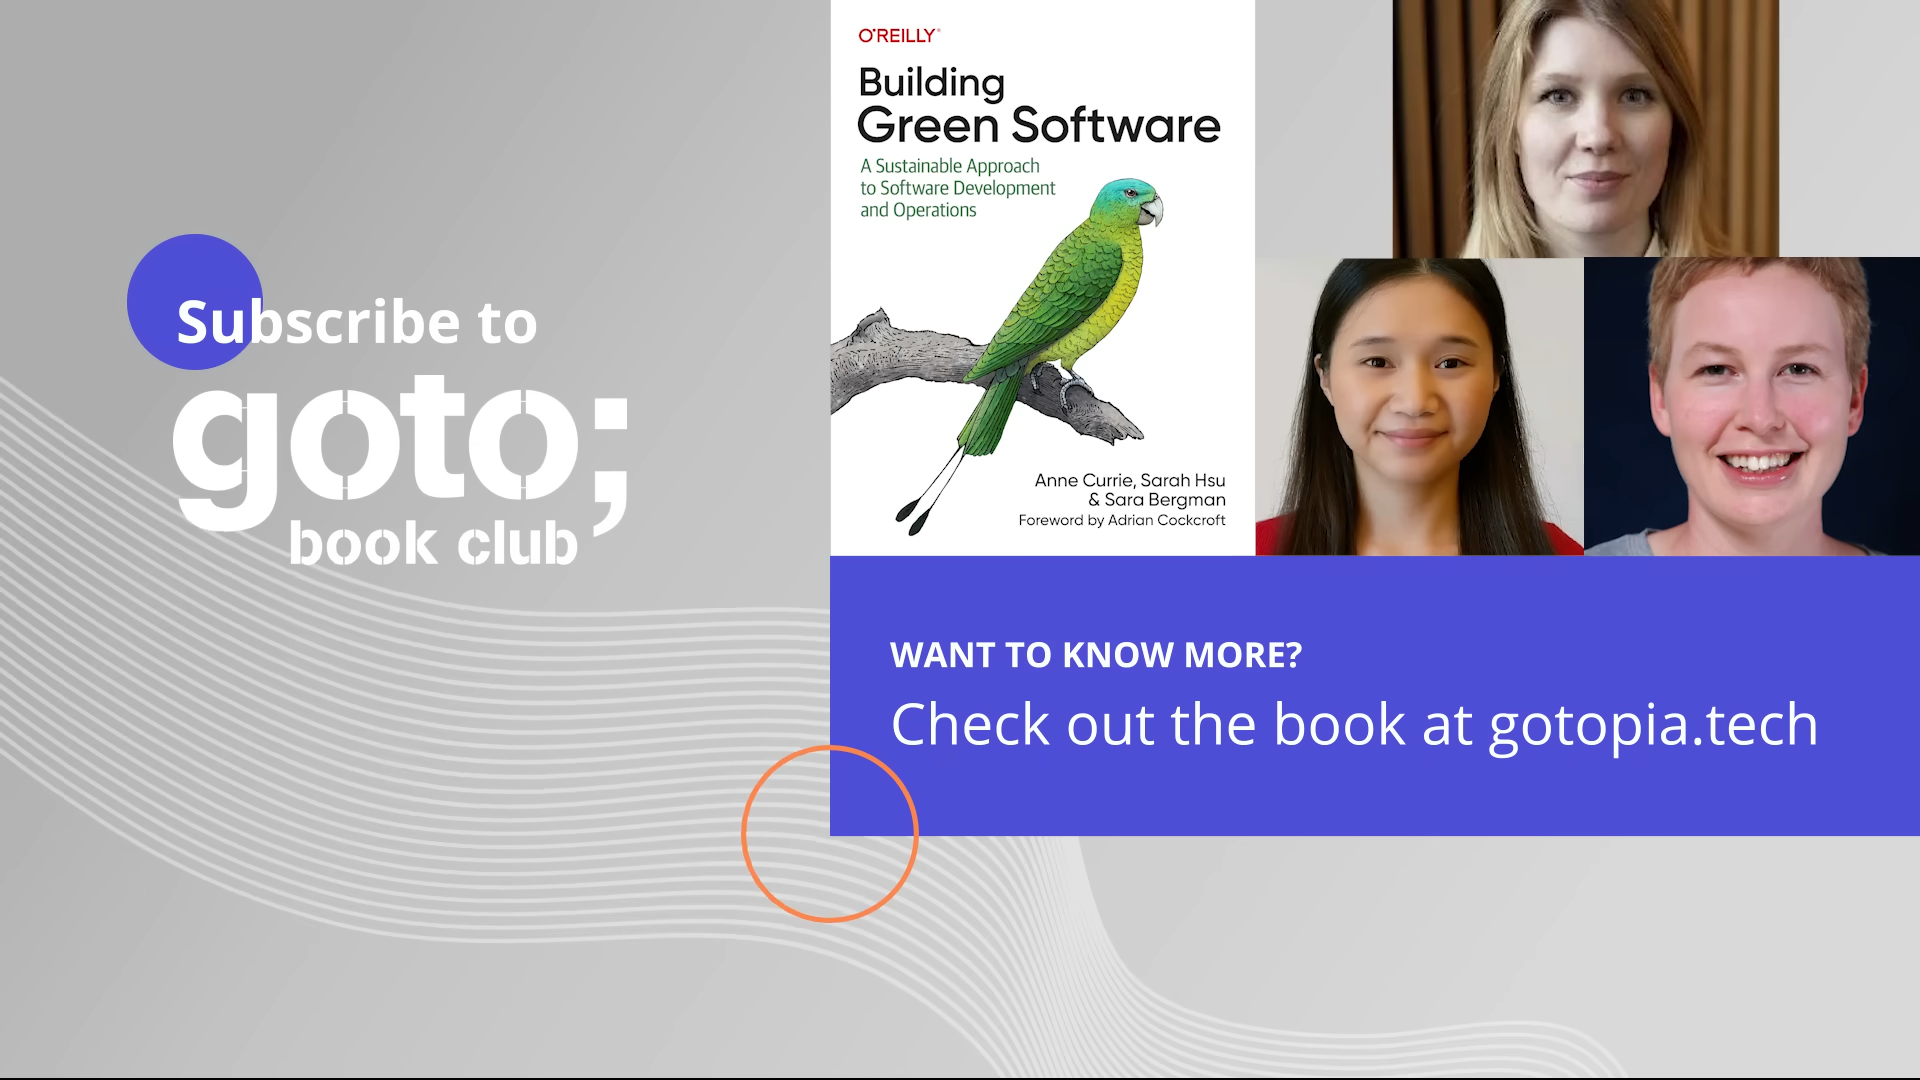 Subscribe to
goto;
book club
O'REILLY®
Building
Green Software
A Sustainable Approach
to Software Development
and Operations
Anne Currie, Sarah Hsu
& Sara Bergman
Foreword by Adrian Cockcroft
WANT TO KNOW MORE?
Check out the book at gotopia.tech